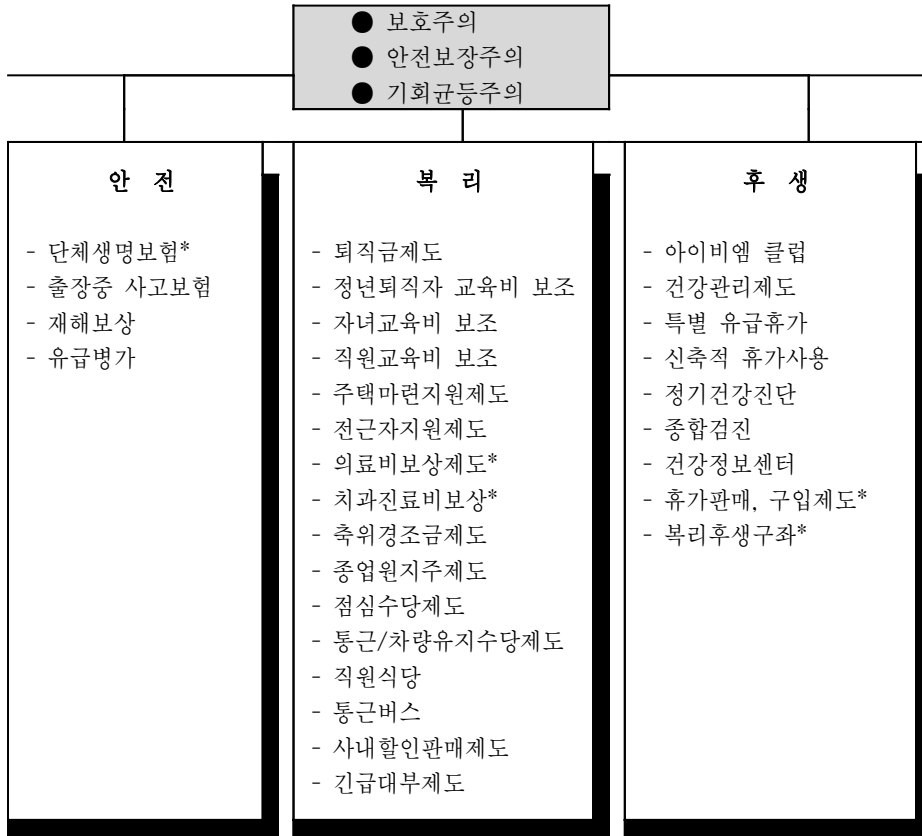 ● 보호주의
● 안전보장주의
● 기회균등주의
안 전
- 단체생명보험*
- 출장중 사고보험
- 재해보상
- 유급병가
복 리
- 퇴직금제도
- 정년퇴직자 교육비 보조
- 자녀교육비 보조
- 직원교육비 보조
- 주택마련지원제도
- 전근자지원제도
- 의료비보상제도*
- 치과진료비보상*
- 축위경조금제도
- 종업원지주제도
- 점심수당제도
- 통근/차량유지수당제도
- 직원식당
- 통근버스
- 사내할인판매제도
- 긴급대부제도
후 생
- 아이비엠 클럽
- 건강관리제도
- 특별 유급휴가
- 신축적 휴가사용
- 정기건강진단
- 종합검진
- 건강정보센터
- 휴가판매, 구입제도*
- 복리후생구좌*